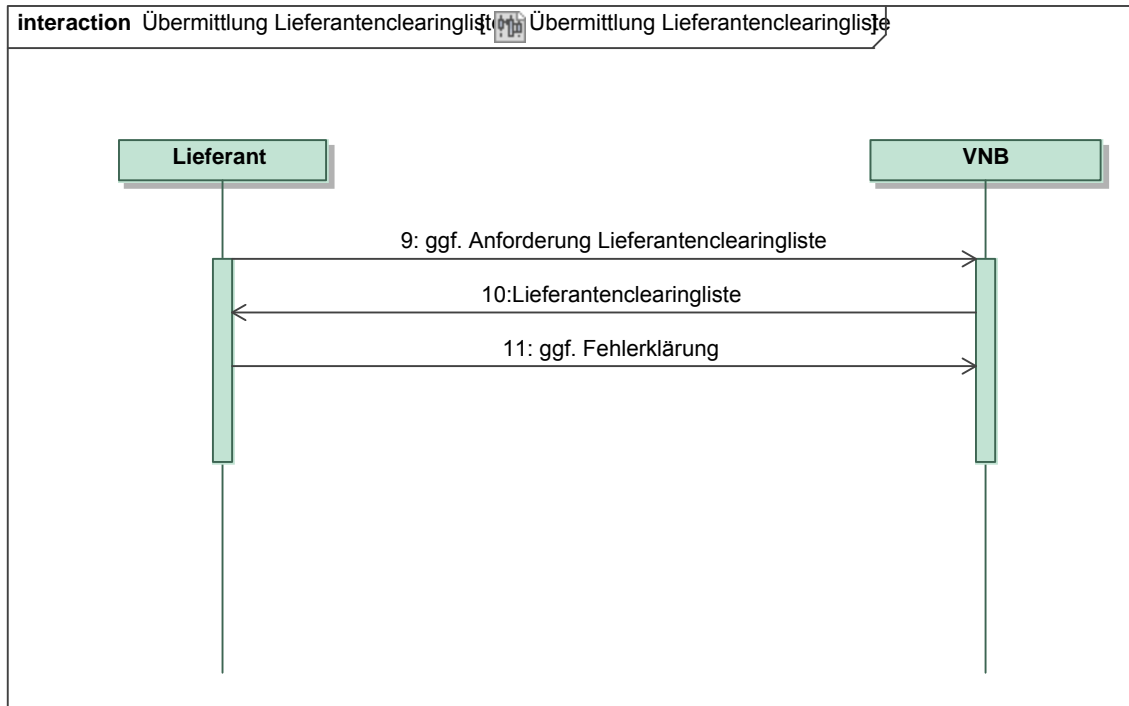 interaction Übermittlung Lieferantenclearingliste[ Übermittlung Lieferantenclearingliste]
Lieferant
VNB
9: ggf. Anforderung Lieferantenclearingliste
10:Lieferantenclearingliste
11: ggf. Fehlerklärung